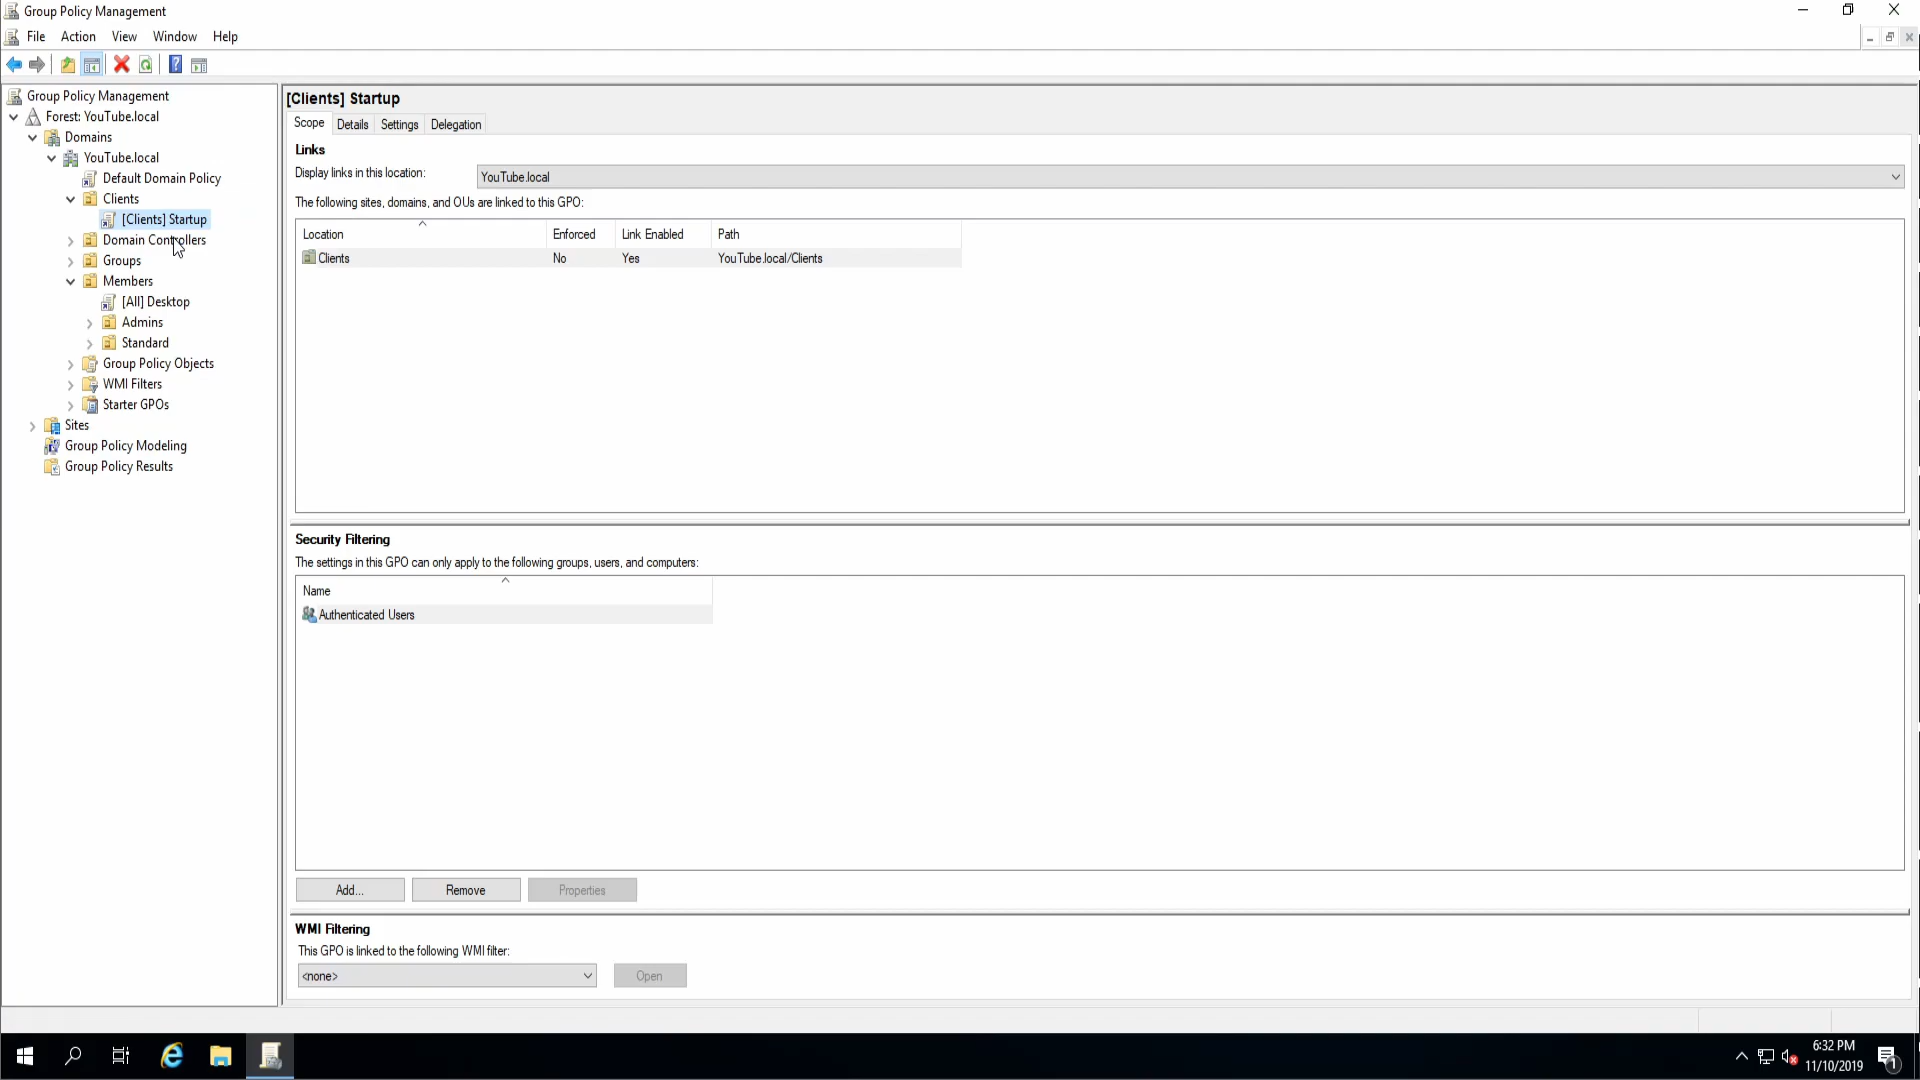 Group Policy Management
File Action View Window Help
Group Policy Management
Forest: YouTube.local
Domains
YouTube.local
Default Domain Policy
Clients
[Clients] Startup
Domain Controllers
Groups
Members
[All] Desktop
Admins
Standard
Group Policy Objects
WMI Filters
Starter GPOs
Sites
Group Policy Modeling
Group Policy Results
[Clients] Startup
Scope Details Settings Delegation
Links
Display links in this location: YouTube.local
The following sites, domains, and OUs are linked to this GPO:
Location Enforced Link Enabled Path
Clients No Yes YouTube.local/Clients
Security Filtering
The settings in this GPO can only apply to the following groups, users, and computers:
Name
Authenticated Users
Add... Remove Properties
WMI Filtering
This GPO is linked to the following WMI filter:
<none> Open
6:32 PM
11/10/2019
1